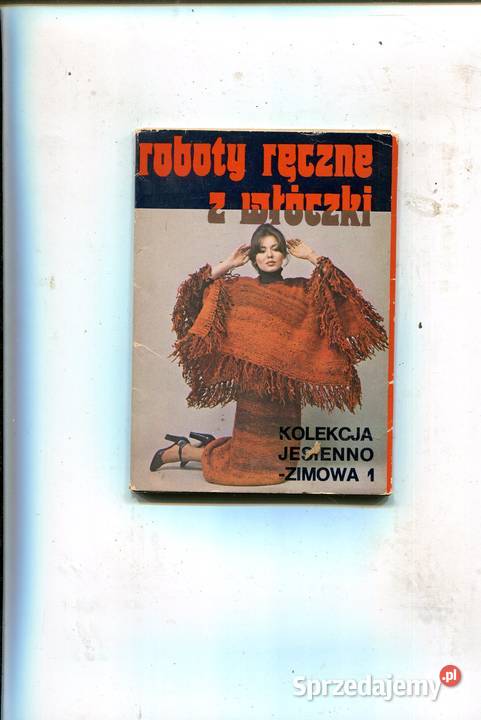 roboty ręczne
z włóczki
KOLEKCJA
JESIENNO
-ZIMOWA 1
Sprzedajemy.pl